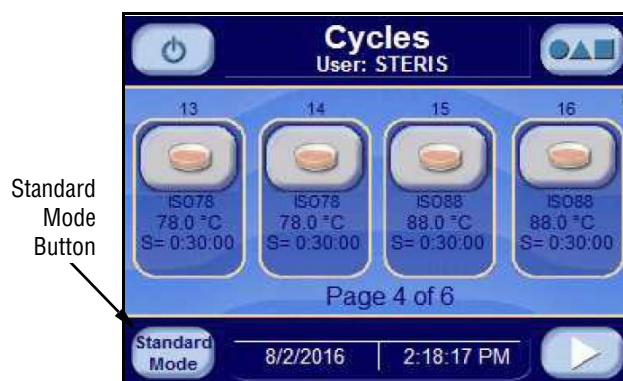 Cycles
User: STERIS
13 14 15 16
ISO78 ISO78 ISO88 ISO88
78.0 °C 78.0 °C 88.0 °C 88.0 °C
S= 0:30:00 S= 0:30:00 S= 0:30:00 S= 0:30:00
Page 4 of 6
Standard
Mode
Button
Standard
Mode
8/2/2016 2:18:17 PM